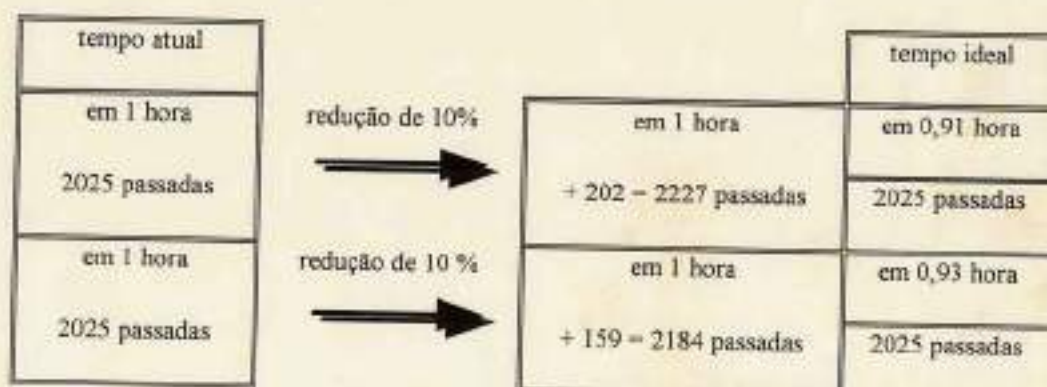 tempo atual
em 1 hora
2025 passadas
em 1 hora
2025 passadas
redução de 10%
redução de 10 %
em 1 hora
+ 202 = 2227 passadas
em 1 hora
+ 159 = 2184 passadas
tempo ideal
em 0,91 hora
2025 passadas
em 0,93 hora
2025 passadas